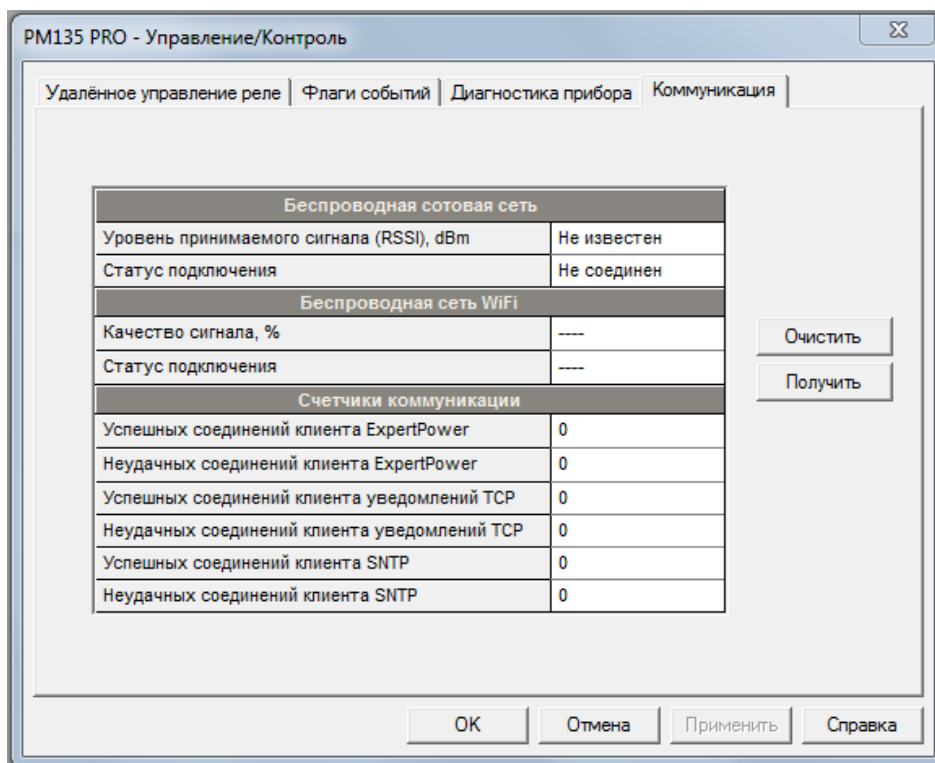 PM135 PRO - Управление/Контроль
Удалённое управление реле Флаги событий Диагностика прибора Коммуникация
Беспроводная сотовая сеть
Уровень принимаемого сигнала (RSSI), dBm Не известен
Статус подключения Не соединен
Беспроводная сеть WiFi
Качество сигнала, % ----
Очистить
Статус подключения ----
Получить
Счетчики коммуникации
Успешных соединений клиента ExpertPower 0
Неудачных соединений клиента ExpertPower 0
Успешных соединений клиента уведомлений TCP 0
Неудачных соединений клиента уведомлений TCP 0
Успешных соединений клиента SNTP 0
Неудачных соединений клиента SNTP 0
OK Отмена Применить Справка